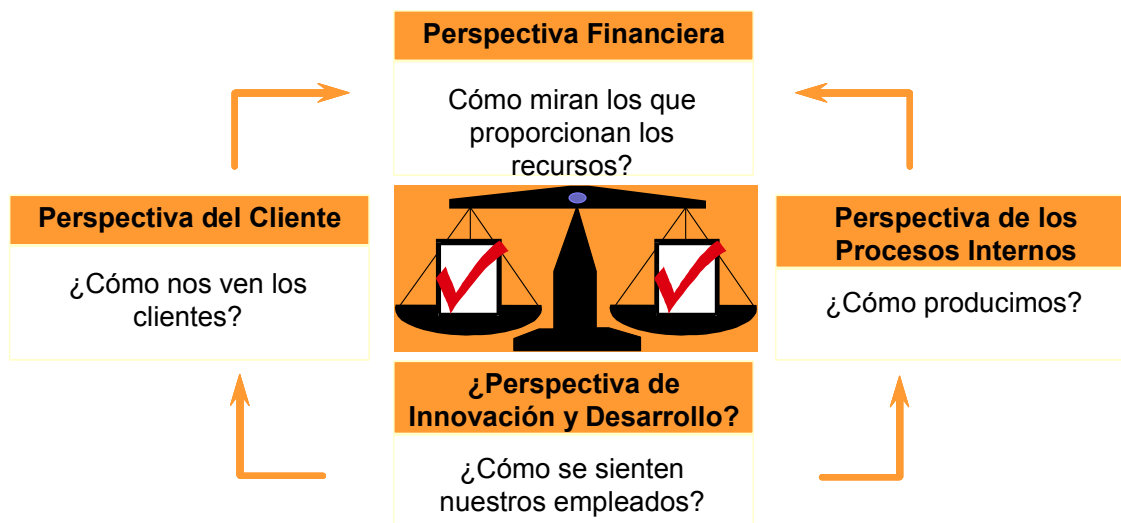 Perspectiva Financiera
Cómo miran los que
proporcionan los
recursos?
Perspectiva del Cliente
¿Cómo nos ven los
clientes?
Perspectiva de los
Procesos Internos
¿Cómo producimos?
¿Perspectiva de
Innovación y Desarrollo?
¿Cómo se sienten
nuestros empleados?